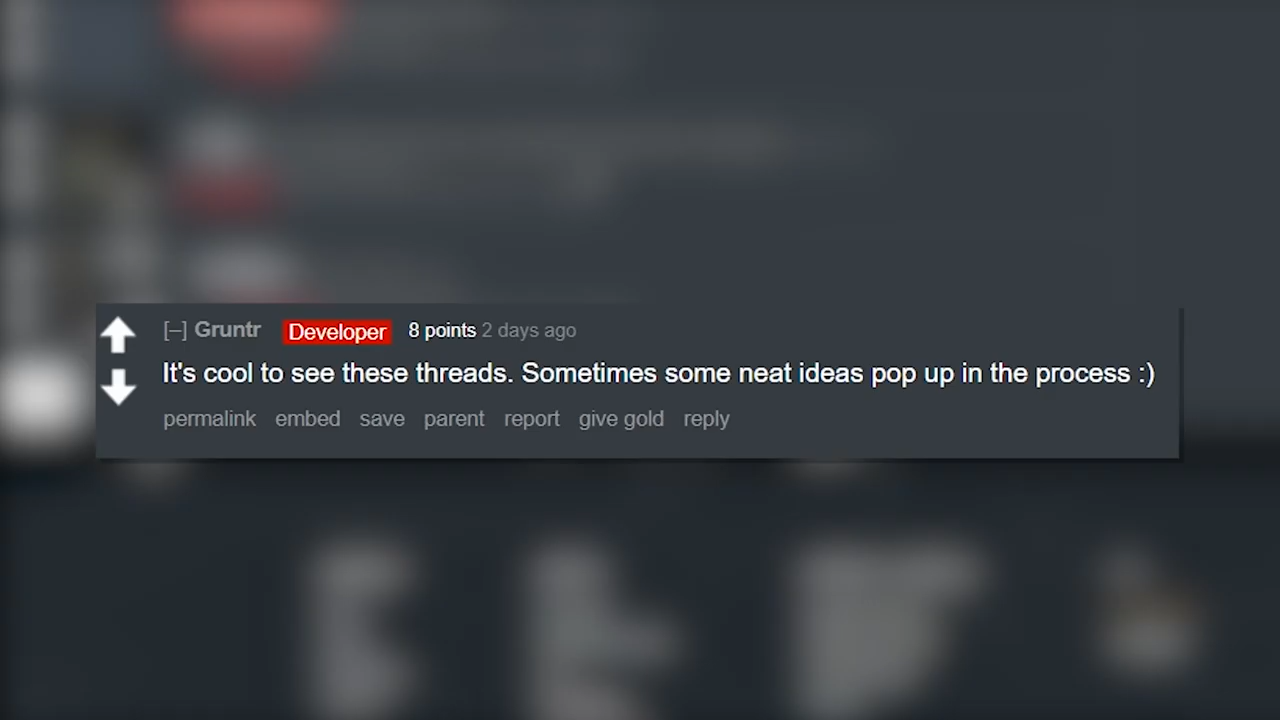 [–] Gruntr Developer 8 points 2 days ago
It's cool to see these threads. Sometimes some neat ideas pop up in the process :)
permalink embed save parent report give gold reply